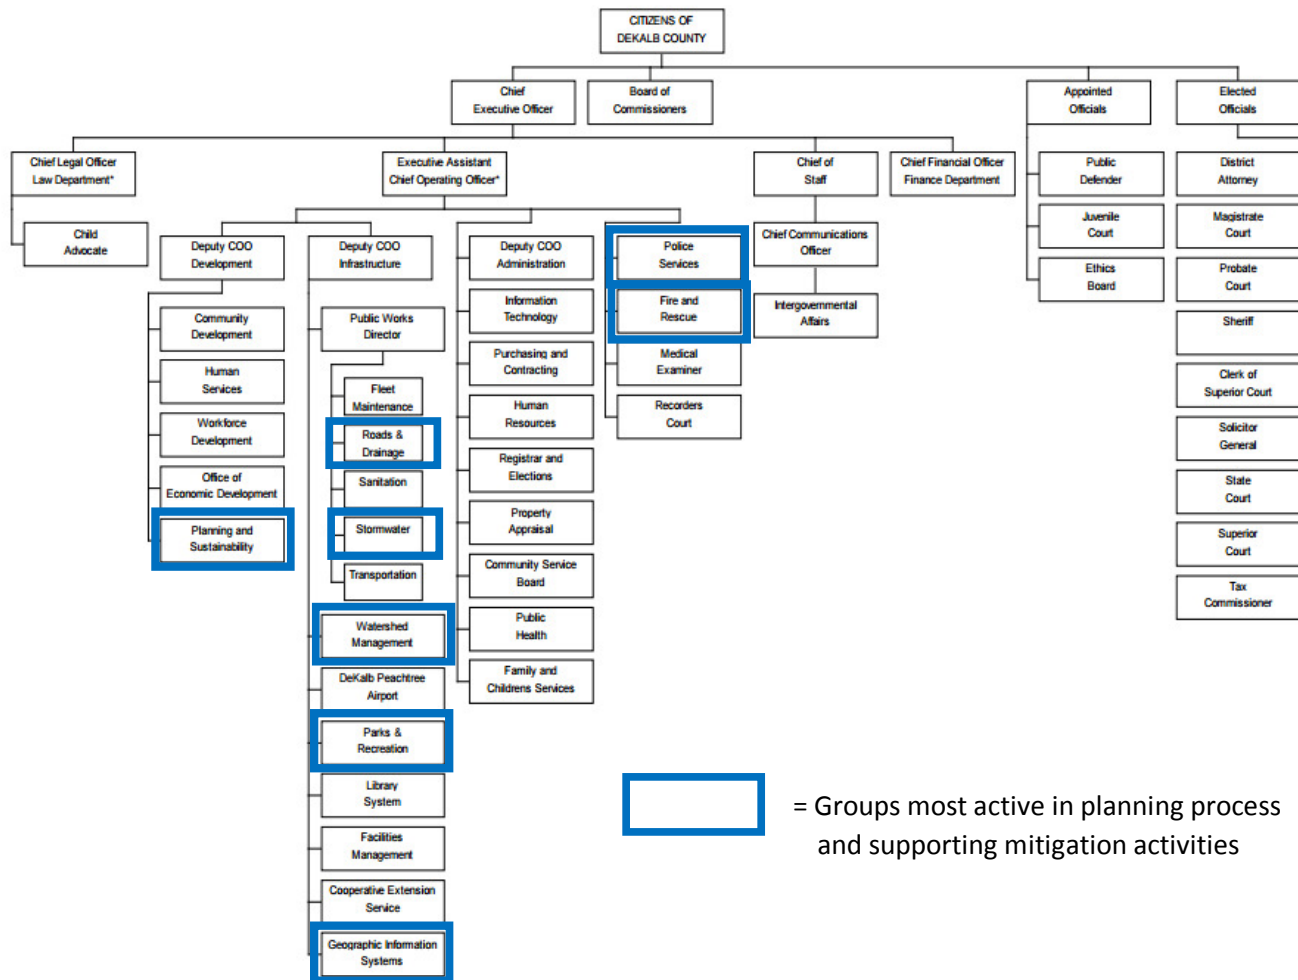 CITIZENS OF
DEKALB COUNTY
Chief
Executive Officer
Board of
Commissioners
Appointed
Officials
Elected
Officials
Chief Legal Officer
Law Department*
Executive Assistant
Chief Operating Officer*
Chief of
Staff
Chief Financial Officer
Finance Department
Public
Defender
District
Attorney
Child
Advocate
Deputy COO
Development
Deputy COO
Infrastructure
Deputy COO
Administration
Police
Services
Chief Communications
Officer
Juvenile
Court
Magistrate
Court
Community
Development
Human
Services
Workforce
Development
Office of
Economic Development
Planning and
Sustainability
Public Works
Director
Fleet
Maintenance
Roads &
Drainage
Sanitation
Stormwater
Transportation
Watershed
Management
DeKalb Peachtree
Airport
Parks &
Recreation
Library
System
Facilities
Management
Cooperative Extension
Service
Geographic Information
Systems
Information
Technology
Purchasing and
Contracting
Human
Resources
Registrar and
Elections
Property
Appraisal
Community Service
Board
Public
Health
Family and
Childrens Services
Fire and
Rescue
Medical
Examiner
Recorders
Court
Intergovernmental
Affairs
Ethics
Board
Probate
Court
Sheriff
Clerk of
Superior Court
Solicitor
General
State
Court
Superior
Court
Tax
Commissioner
= Groups most active in planning process
and supporting mitigation activities